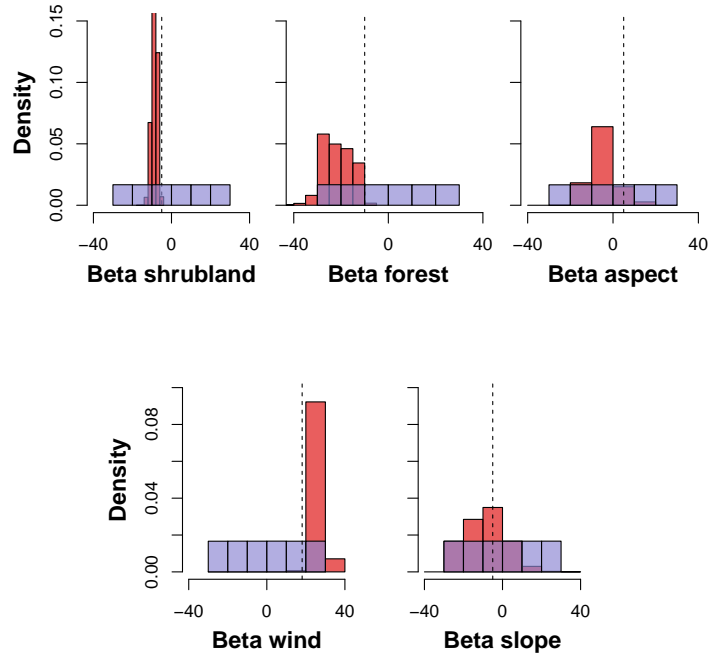 Density
0.00 0.05 0.10 0.15
−40 0 40
−40 0 40
−40 0 40
Beta shrubland
Beta forest
Beta aspect
Density
0.00 0.04 0.08
−40 0 40
−40 0 40
Beta wind
Beta slope